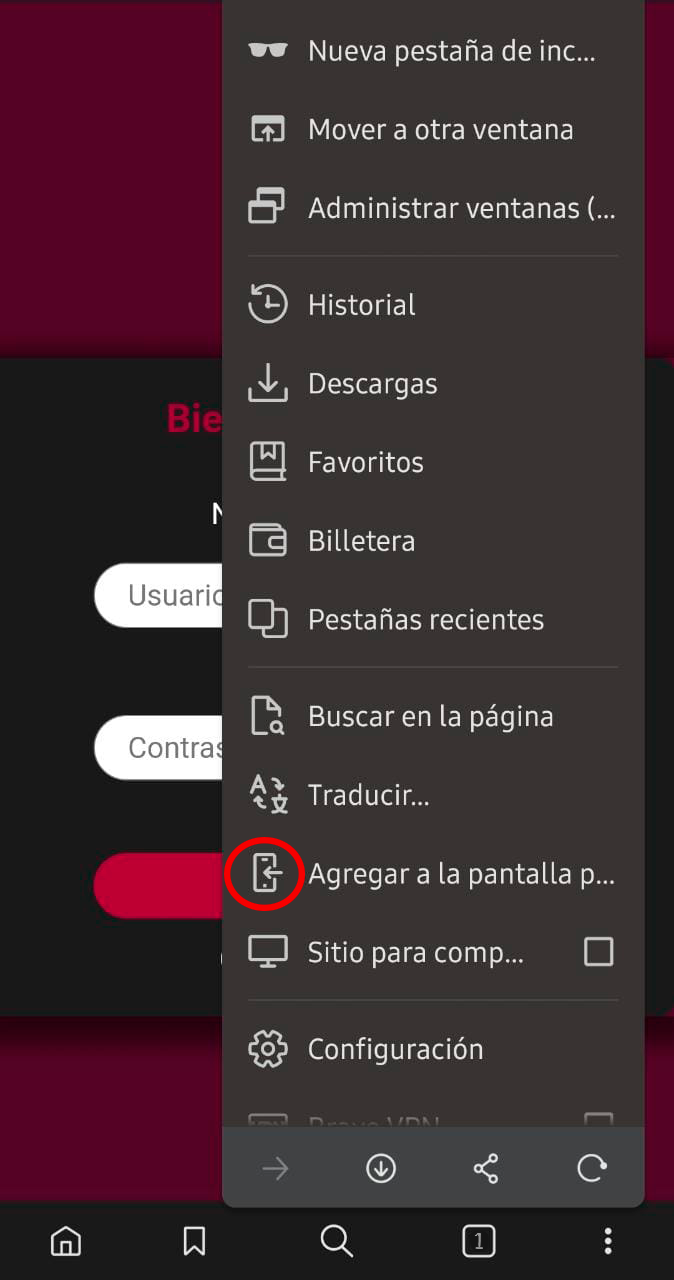 Nueva pestaña de inc...
Mover a otra ventana
Administrar ventanas (...
Historial
Descargas
Bie
Favoritos
N
Billetera
Usuario
Pestañas recientes
Buscar en la página
Contras
Traducir...
Agregar a la pantalla p...
Sitio para comp...
Configuración
Brave VPN
1